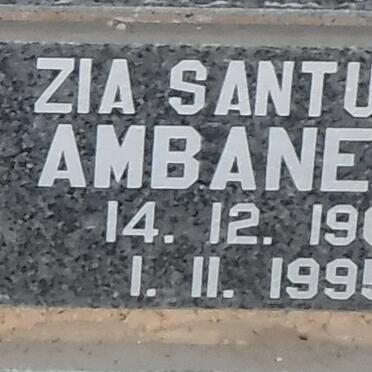 ZIA SANTU
AMBANE
14. 12. 19
1. 11. 1995